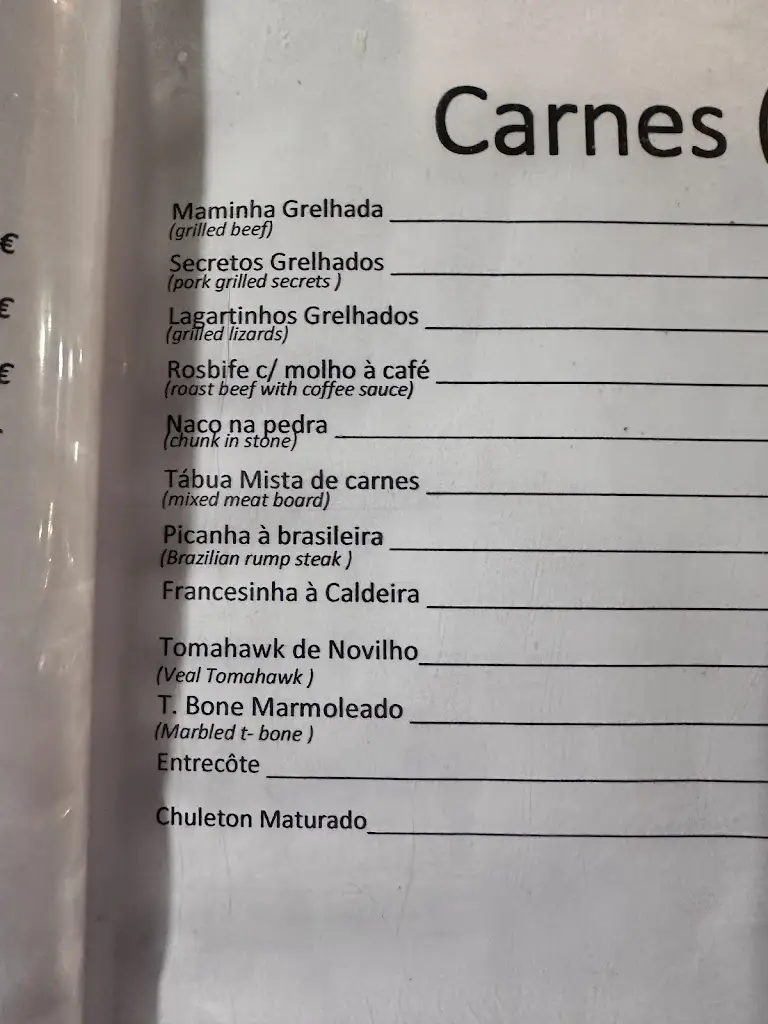 Carnes (
Maminha Grelhada
(grilled beef)
Secretos Grelhados
(pork grilled secrets )
Lagartinhos Grelhados
(grilled lizards)
Rosbife c/ molho à café
(roast beef with coffee sauce)
Naco na pedra
(chunk in stone)
Tábua Mista de carnes
(mixed meat board)
Picanha à brasileira
(Brazilian rump steak )
Francesinha à Caldeira
Tomahawk de Novilho
(Veal Tomahawk )
T. Bone Marmoleado
(Marbled t- bone )
Entrecôte
Chuleton Maturado
€
€
€